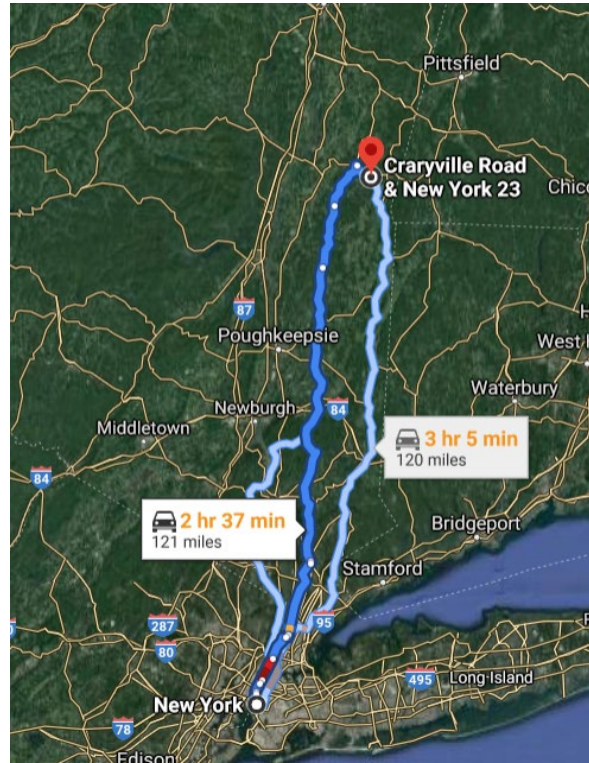 Pittsfield
Craryville Road
& New York 23
Chic
87
Poughkeepsie
West H
Waterbury
Newburgh
84
Middletown
3 hr 5 min
120 miles
84
2 hr 37 min
121 miles
Bridgeport
Stamford
287
95
80
Long Island
495
New York
78
Edison